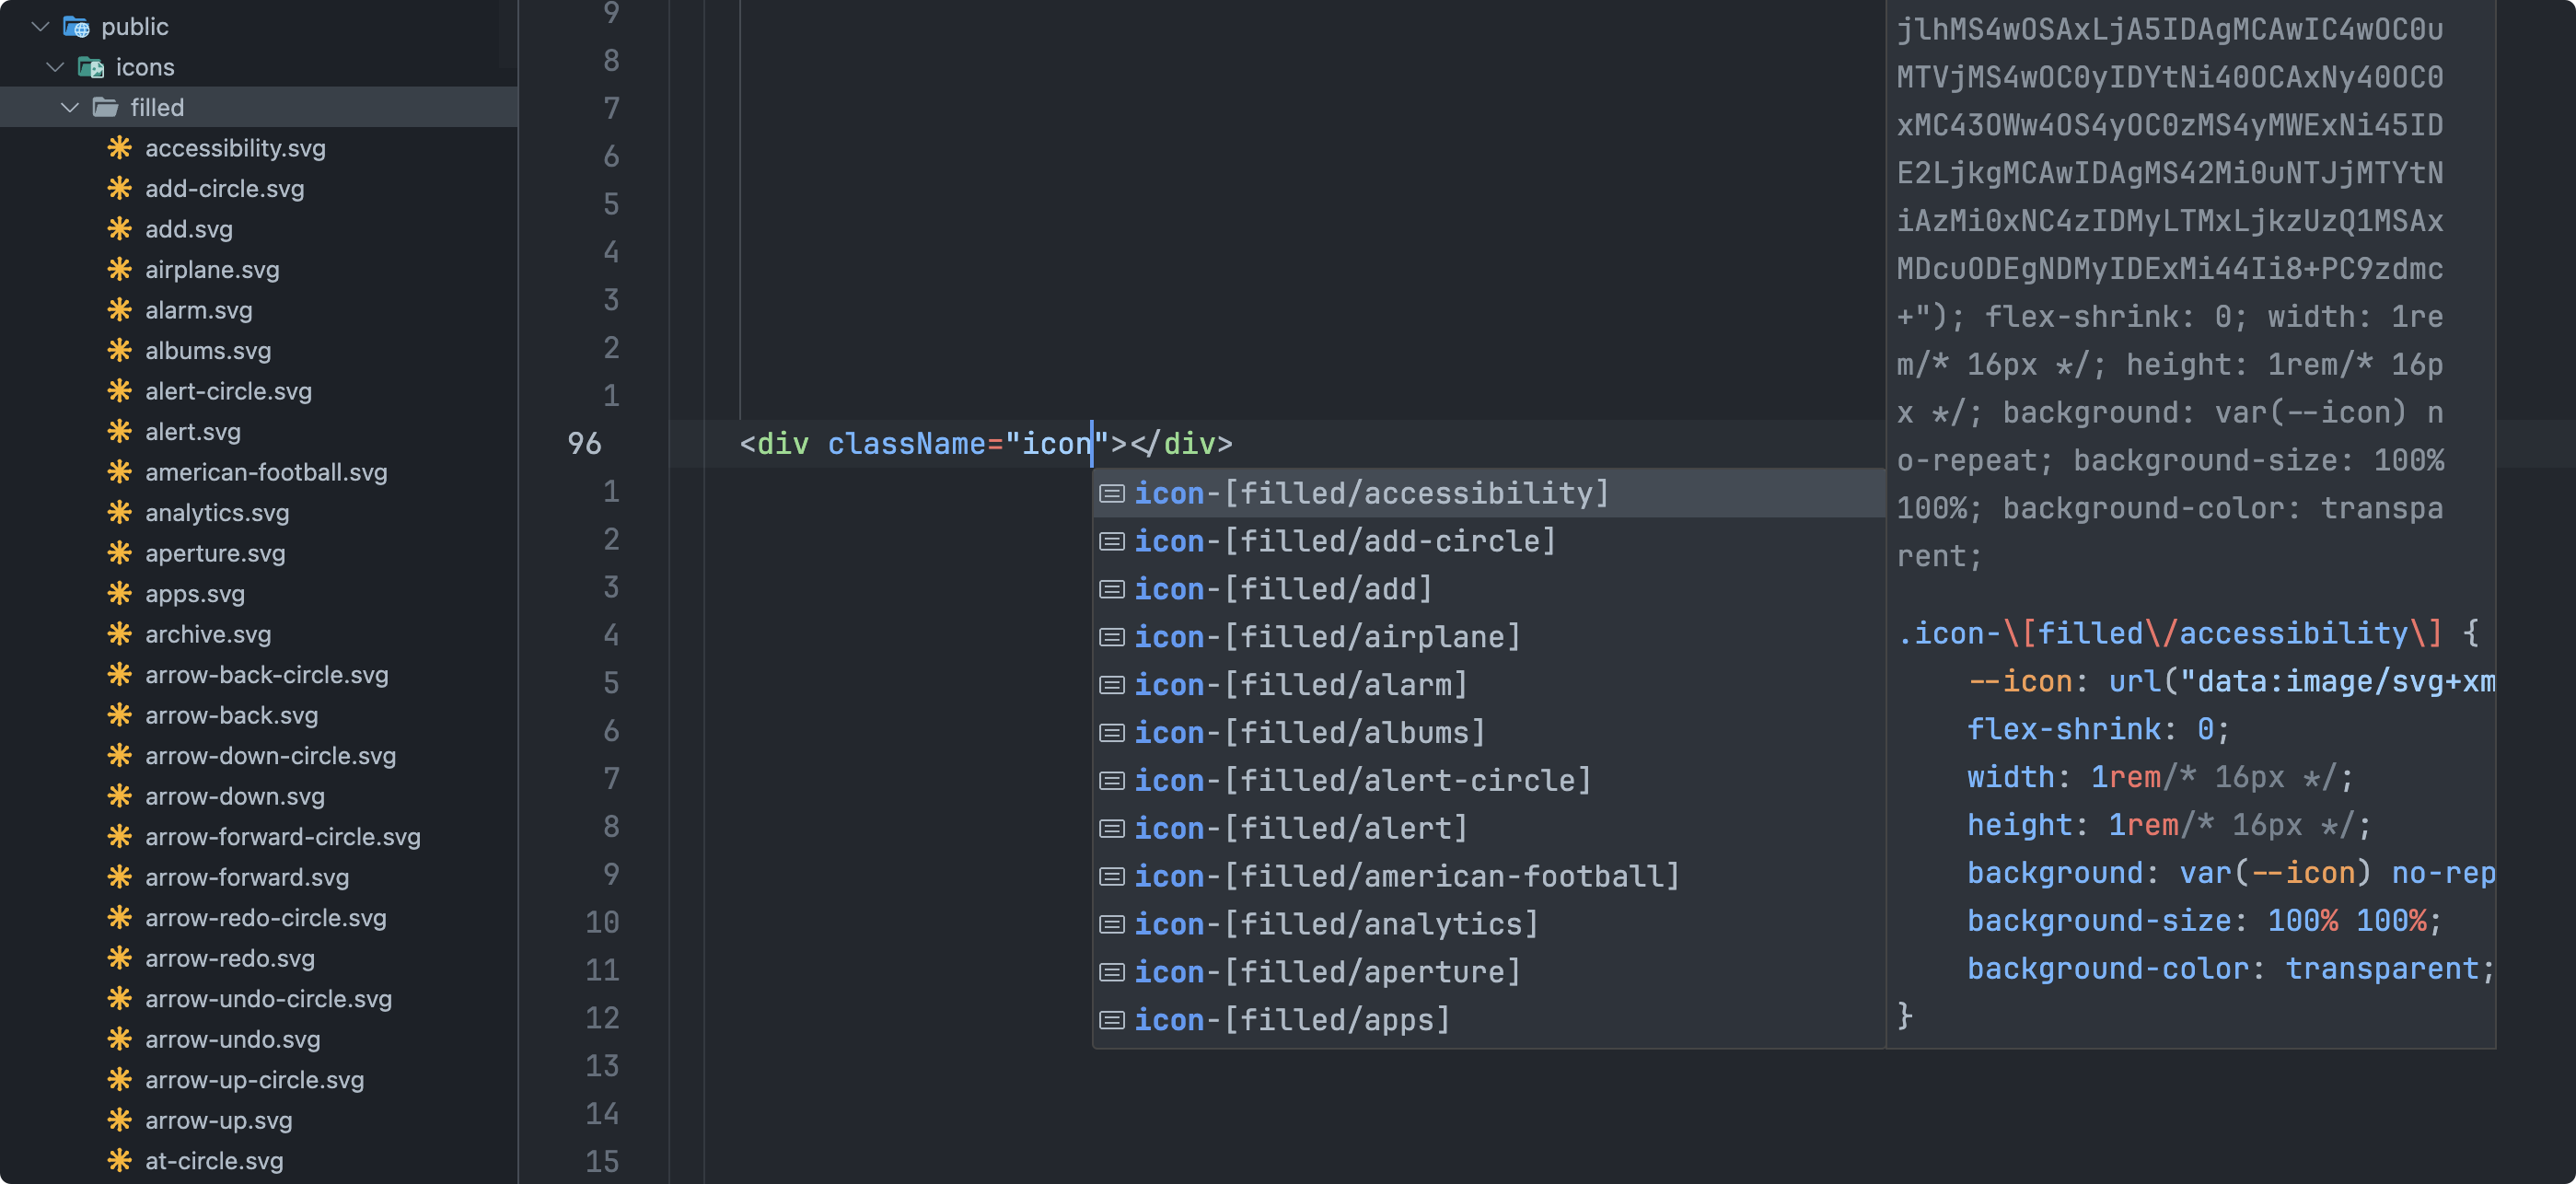 public
icons
filled
accessibility.svg
add-circle.svg
add.svg
airplane.svg
alarm.svg
albums.svg
alert-circle.svg
alert.svg
american-football.svg
analytics.svg
aperture.svg
apps.svg
archive.svg
arrow-back-circle.svg
arrow-back.svg
arrow-down-circle.svg
arrow-down.svg
arrow-forward-circle.svg
arrow-forward.svg
arrow-redo-circle.svg
arrow-redo.svg
arrow-undo-circle.svg
arrow-undo.svg
arrow-up-circle.svg
arrow-up.svg
at-circle.svg
9
8
7
6
5
4
3
2
1
96 <div className="icon"></div>
1
2
3
4
5
6
7
8
9
10
11
12
13
14
15
icon-[filled/accessibility]
icon-[filled/add-circle]
icon-[filled/add]
icon-[filled/airplane]
icon-[filled/alarm]
icon-[filled/albums]
icon-[filled/alert-circle]
icon-[filled/alert]
icon-[filled/american-football]
icon-[filled/analytics]
icon-[filled/aperture]
icon-[filled/apps]
jlhMS4wOSAxLjA5IDAgMCAwIC4wOC0u
MTVjMS4wOC0yIDYtNi40OCAxNy40OC0
xMC43OWw4OS4yOC0zMS4yMWExNi45ID
E2LjkgMCAwIDAgMS42Mi0uNTJjMTYtN
iAzMi0xNC4zIDMyLTMxLjkzUzQ1MSAx
MDcuODEgNDMyIDExMi44Ii8+PC9zdmc
+"); flex-shrink: 0; width: 1re
m/* 16px */; height: 1rem/* 16p
x */; background: var(--icon) n
o-repeat; background-size: 100%
100%; background-color: transpa
rent;
.icon-\[filled\/accessibility\] {
--icon: url("data:image/svg+xm
flex-shrink: 0;
width: 1rem/* 16px */;
height: 1rem/* 16px */;
background: var(--icon) no-rep
background-size: 100% 100%;
background-color: transparent;
}